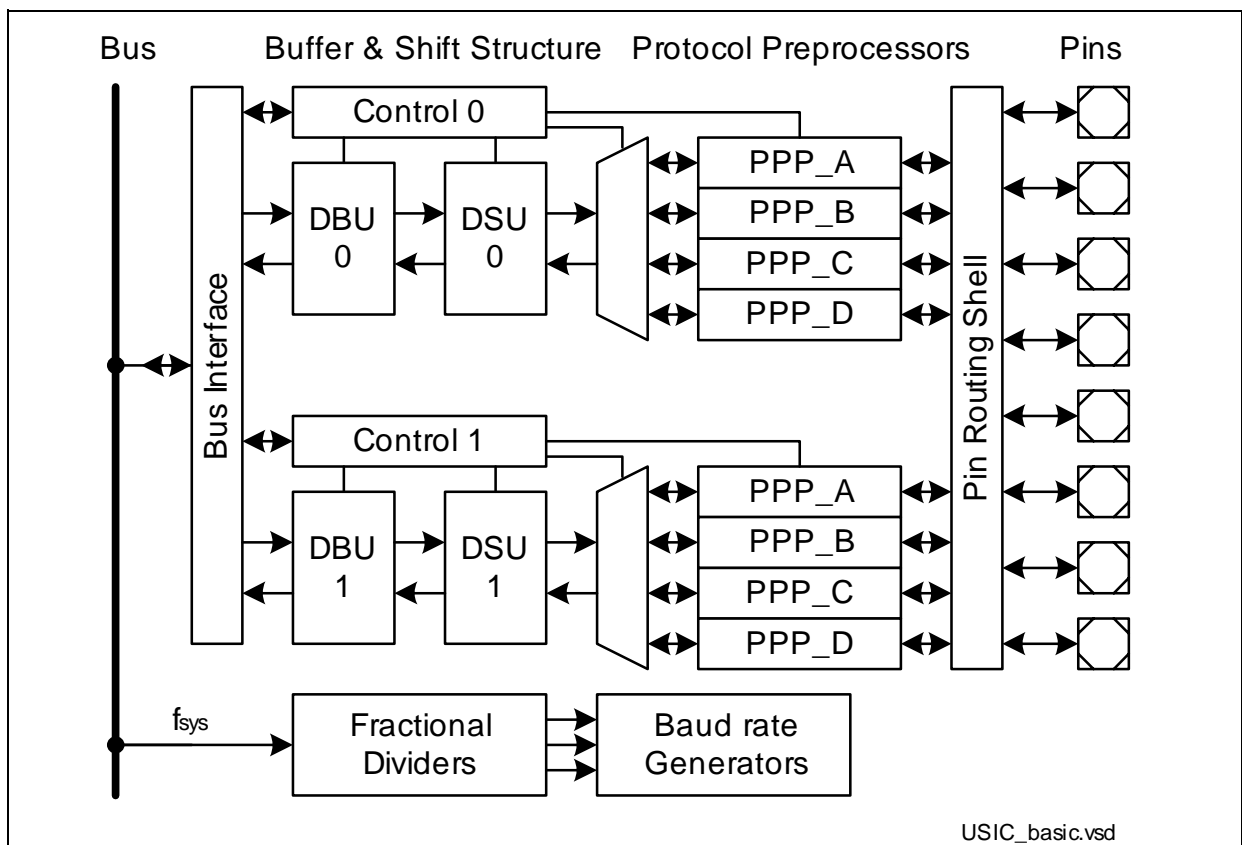 Bus
Buffer & Shift Structure
Protocol Preprocessors
Pins
Bus Interface
Control 0
DBU
0
DSU
0
PPP_A
PPP_B
PPP_C
PPP_D
Control 1
DBU
1
DSU
1
PPP_A
PPP_B
PPP_C
PPP_D
Pin Routing Shell
fsys
Fractional
Dividers
Baud rate
Generators
USIC_basic.vsd